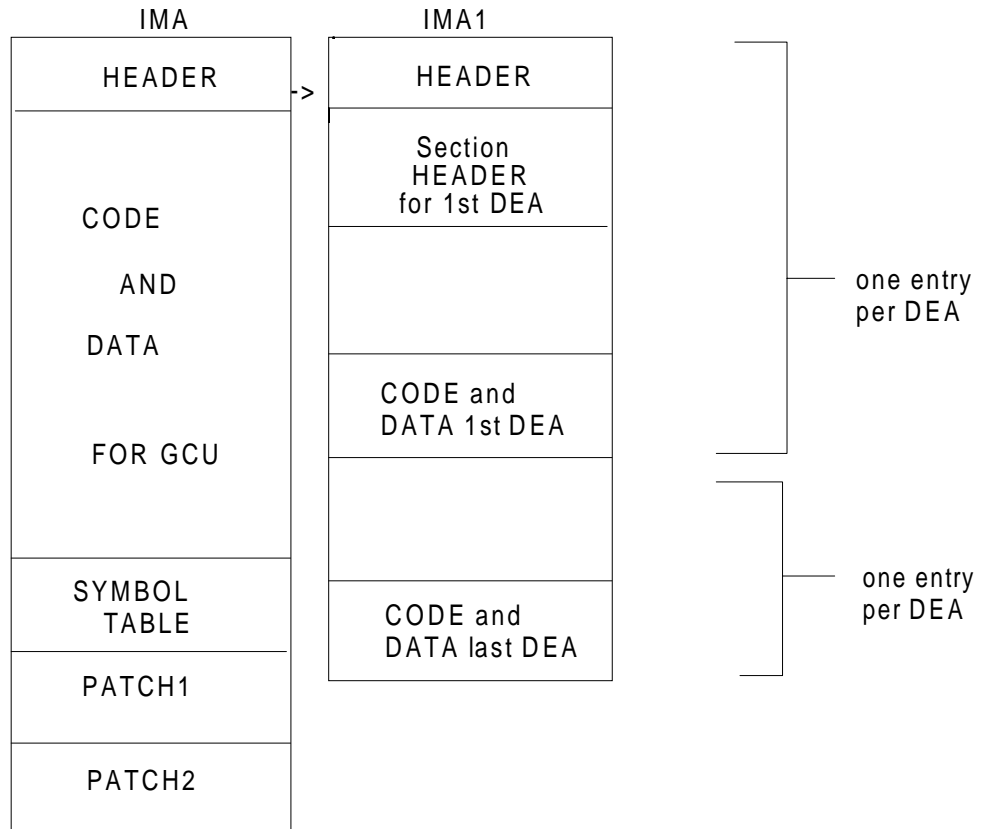 IMA
HEADER
CODE
AND
DATA
FOR GCU
SYMBOL
TABLE
PATCH1
PATCH2
->
IMA1
HEADER
Section
HEADER
for 1st DEA
CODE and
DATA 1st DEA
CODE and
DATA last DEA
one entry
per DEA
one entry
per DEA